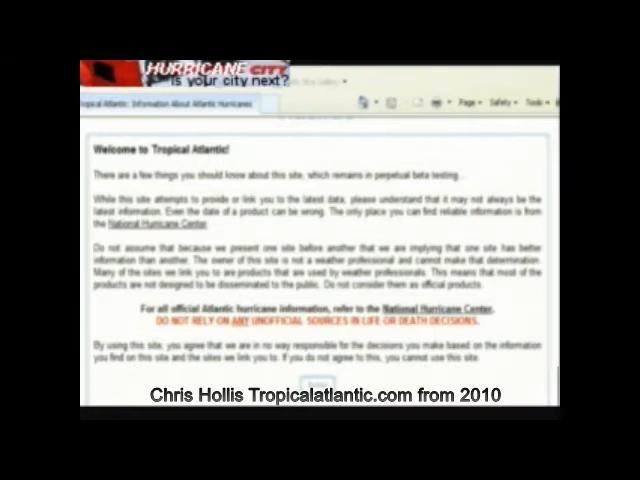 HURRICANE CITY
is your city next?
Tropical Atlantic: Information About Atlantic Hurricanes
Page
Safety
Tools
Welcome to Tropical Atlantic!
There are a few things you should know about this site, which remains in perpetual beta testing...
While this site attempts to provide or link you to the latest data, please understand that it may not always be the
latest information. Even the date of a product can be wrong. The only place you can find reliable information is from
the National Hurricane Center.
Do not assume that because we present one site before another that we are implying that one site has better
information than another. The owner of this site is not a weather professional and cannot make that determination.
Many of the sites we link you to are products that are used by weather professionals. This means that most of the
products are not designed to be disseminated to the public. Do not consider them as official products.
For all official Atlantic hurricane information, refer to the National Hurricane Center.
DO NOT RELY ON ANY UNOFFICIAL SOURCES IN LIFE OR DEATH DECISIONS.
By using this site, you agree that we are in no way responsible for the decisions you make based on the information
you find on this site and the sites we link you to. If you do not agree to this, you cannot use this site.
Chris Hollis Tropicalatlantic.com from 2010